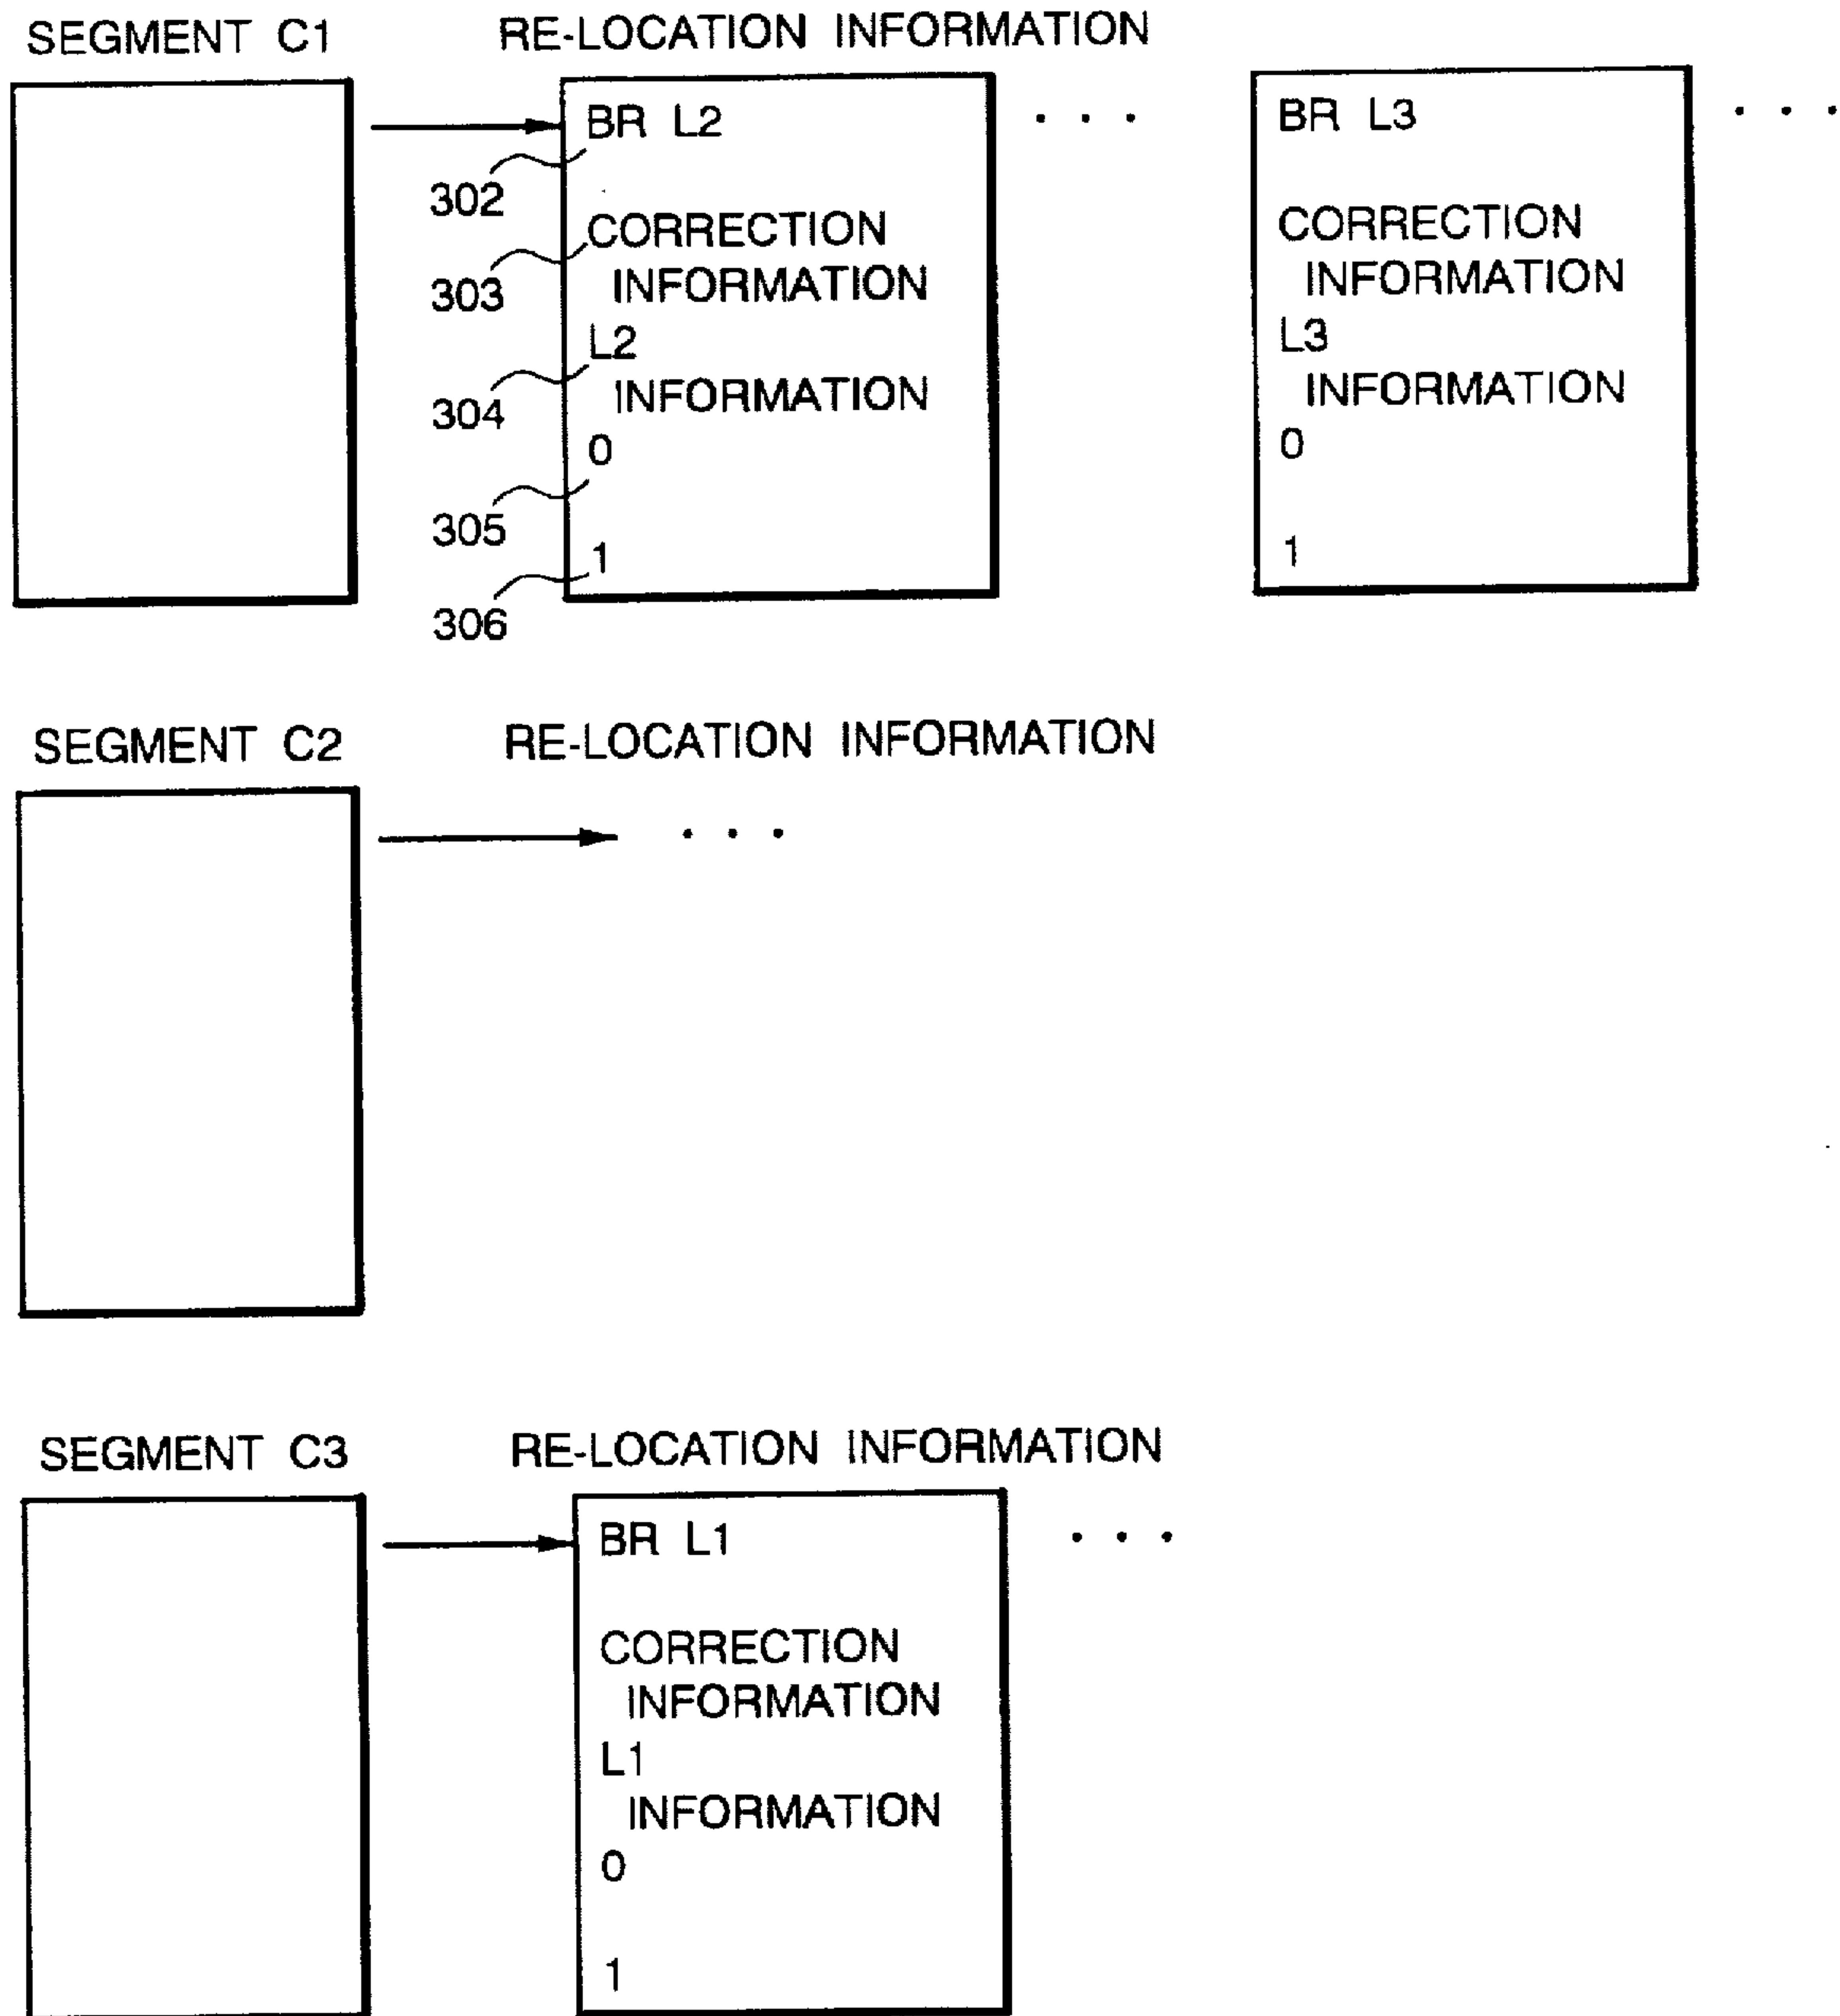 SEGMENT C1
RE-LOCATION INFORMATION
BR L2
302
CORRECTION
303
INFORMATION
L2
304
INFORMATION
0
305
1
306
. . .
BR L3
CORRECTION
INFORMATION
L3
INFORMATION
0
1
. . .
SEGMENT C2
RE-LOCATION INFORMATION
. . .
SEGMENT C3
RE-LOCATION INFORMATION
BR L1
CORRECTION
INFORMATION
L1
INFORMATION
0
1
. . .